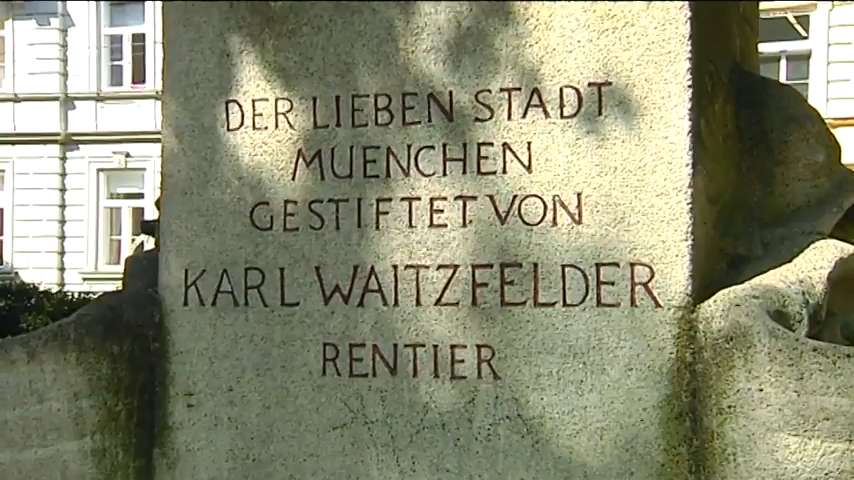 DER LIEBEN STADT
MUENCHEN
GESTIFTET VON
KARL WAITZFELDER
RENTIER